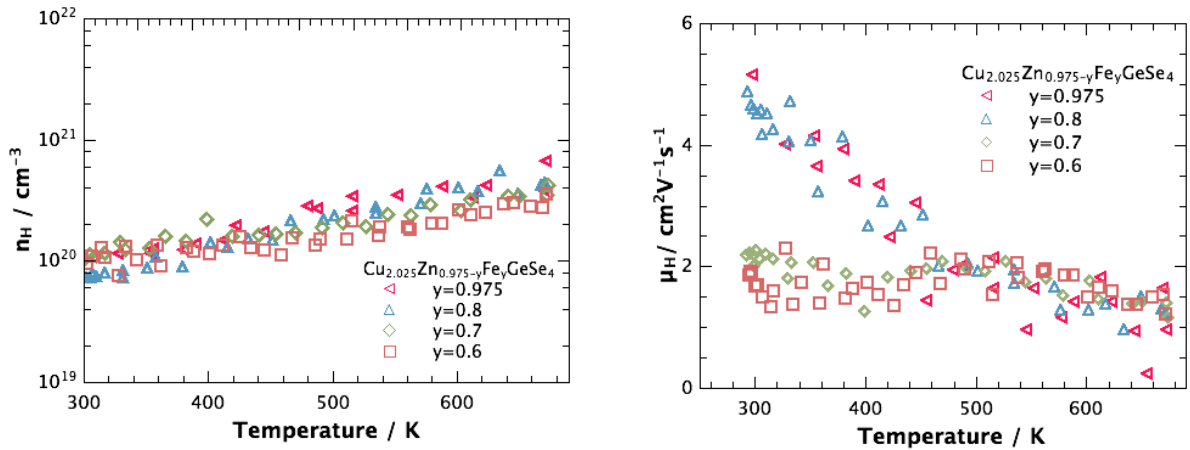 10²²
10²¹
10²⁰
10¹⁹
n_H / cm⁻³
300
400
500
600
Temperature / K
Cu₂.₀₂₅Zn₀.₉₇₅₋yFeyGeSe₄
y=0.975
y=0.8
y=0.7
y=0.6
6
4
2
0
μ_H / cm²V⁻¹s⁻¹
300
400
500
600
Temperature / K
Cu₂.₀₂₅Zn₀.₉₇₅₋yFeyGeSe₄
y=0.975
y=0.8
y=0.7
y=0.6